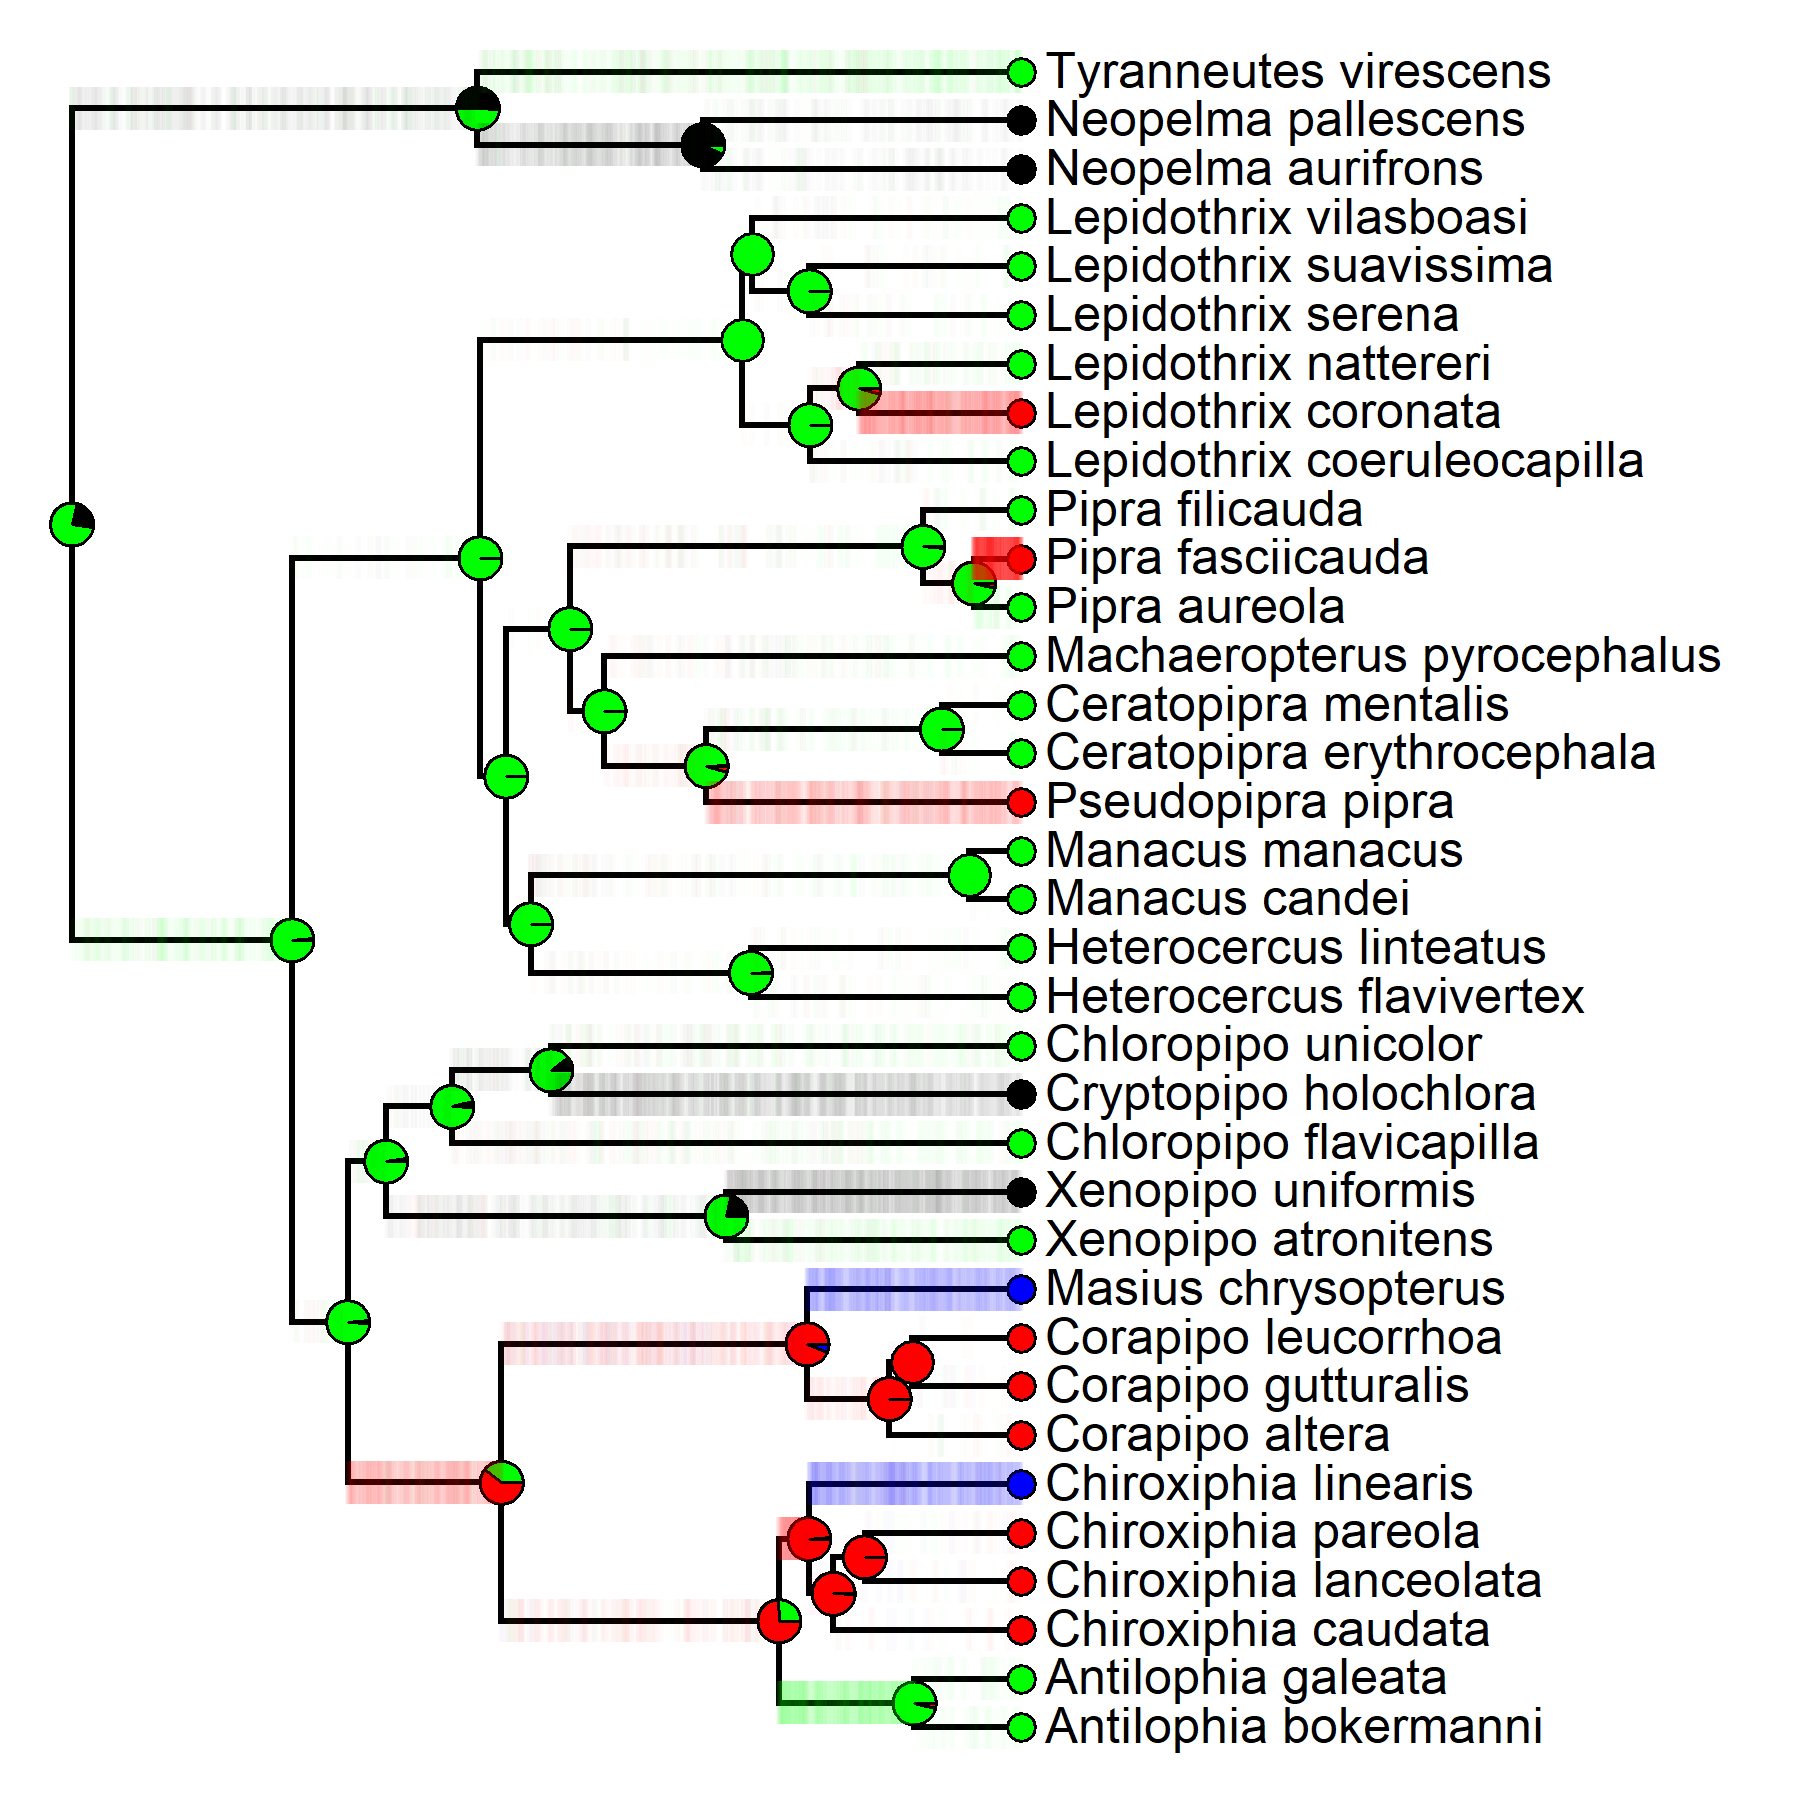 Tyranneutes virescens
Neopelma pallescens
Neopelma aurifrons
Lepidothrix vilasboasi
Lepidothrix suavissima
Lepidothrix serena
Lepidothrix nattereri
Lepidothrix coronata
Lepidothrix coeruleocapilla
Pipra filicauda
Pipra fasciicauda
Pipra aureola
Machaeropterus pyrocephalus
Ceratopipra mentalis
Ceratopipra erythrocephala
Pseudopipra pipra
Manacus manacus
Manacus candei
Heterocercus linteatus
Heterocercus flavivertex
Chloropipo unicolor
Cryptopipo holochlora
Chloropipo flavicapilla
Xenopipo uniformis
Xenopipo atronitens
Masius chrysopterus
Corapipo leucorrhoa
Corapipo gutturalis
Corapipo altera
Chiroxiphia linearis
Chiroxiphia pareola
Chiroxiphia lanceolata
Chiroxiphia caudata
Antilophia galeata
Antilophia bokermanni